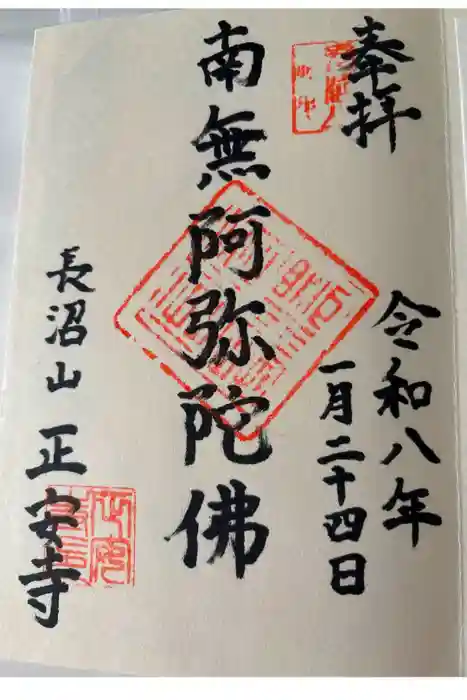 奉拝
令和八年
一月二十四日
南無阿弥陀佛
長沼山 正安寺